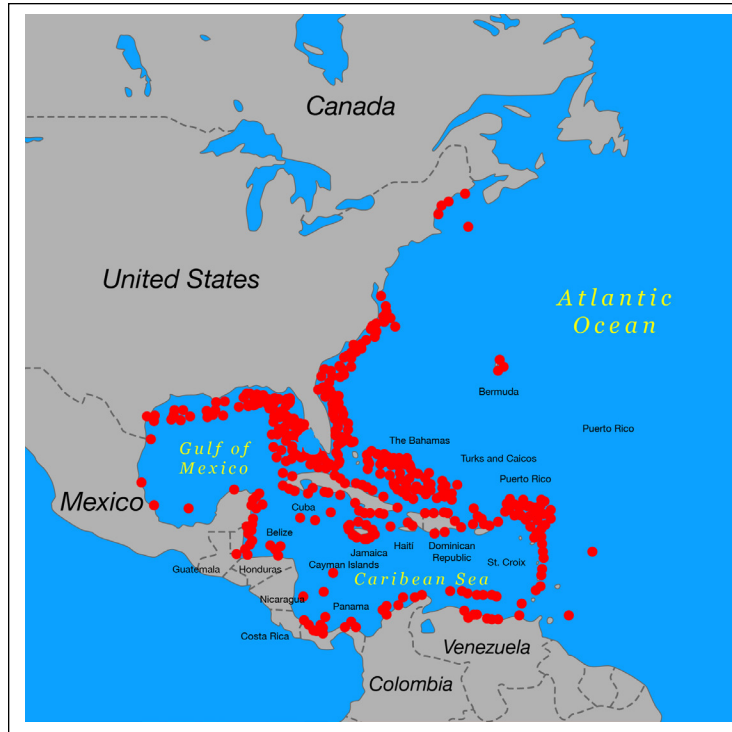 Canada
United States
Atlantic
Ocean
Bermuda
Puerto Rico
The Bahamas
Gulf of
Mexico
Turks and Caicos
Puerto Rico
Mexico
Cuba
Belize
Jamaica
Haiti
Dominican
Republic
St. Croix
Guatemala
Honduras
Cayman Islands
Caribean Sea
Nicaragua
Panama
Costa Rica
Venezuela
Colombia